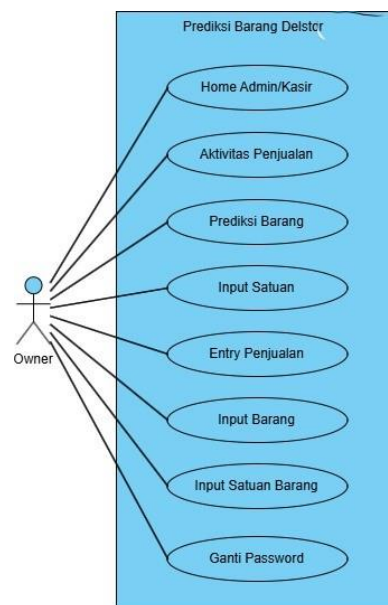 Prediksi Barang Delstor
Home Admin/Kasir
Aktivitas Penjualan
Prediksi Barang
Input Satuan
Entry Penjualan
Owner
Input Barang
Input Satuan Barang
Ganti Password